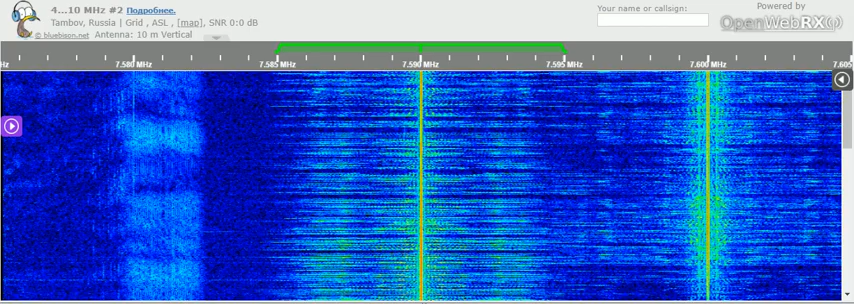 4...10 MHz #2 Подробнее.
Tambov, Russia | Grid , ASL , [map], SNR 0:0 dB
© bluebison.net Antenna: 10 m Vertical
Your name or callsign:
Powered by
OpenWebRX
Hz 7.580 MHz 7.585 MHz 7.590 MHz 7.595 MHz 7.600 MHz 7.605